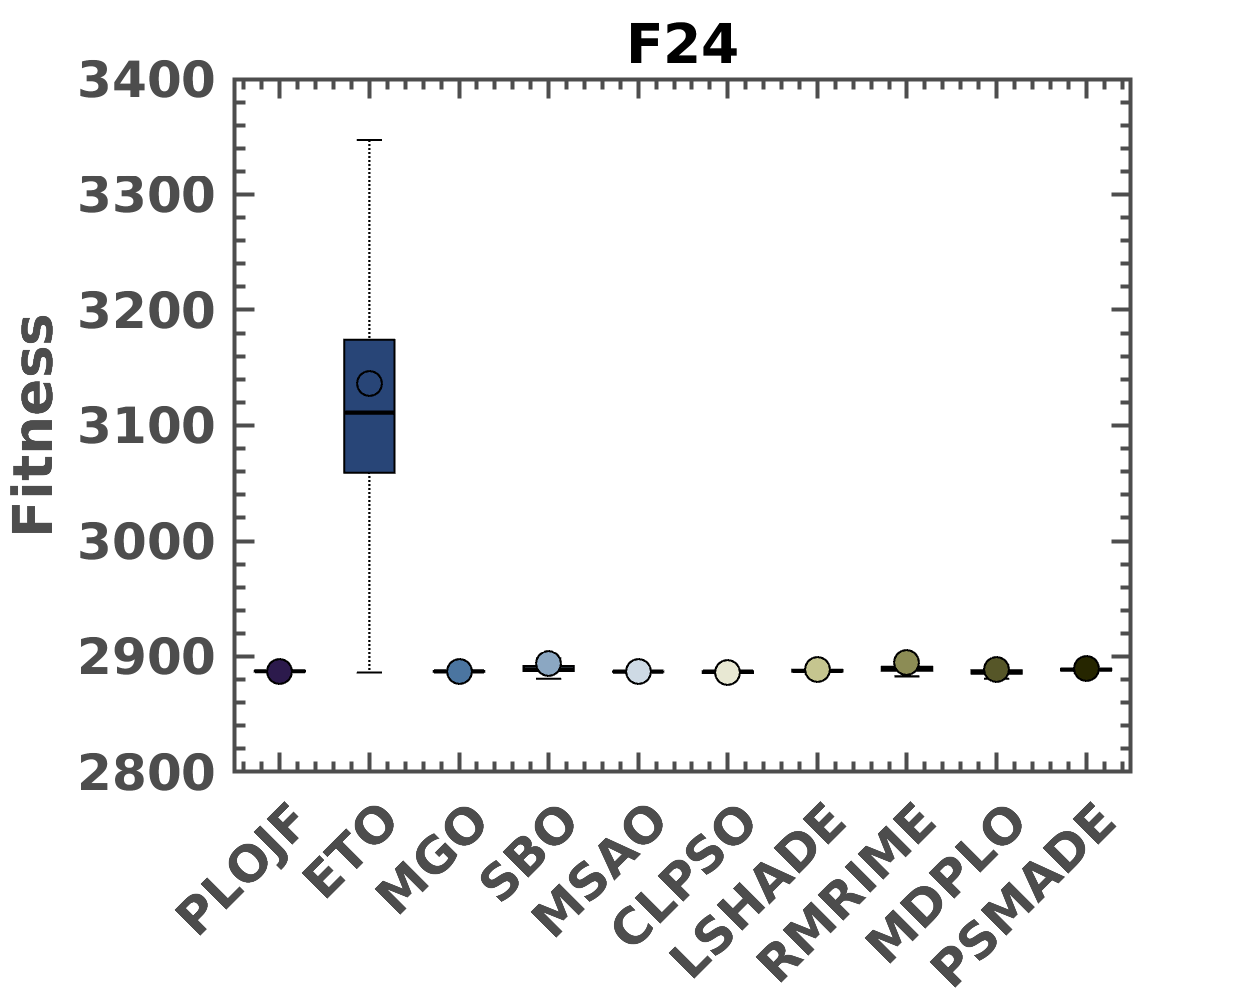 F24
3400
3300
3200
3100
3000
2900
2800
Fitness
PLOJF
ETO
MGO
SBO
MSAO
CLPSO
LSHADE
RMRIME
MDPLO
PSMADE